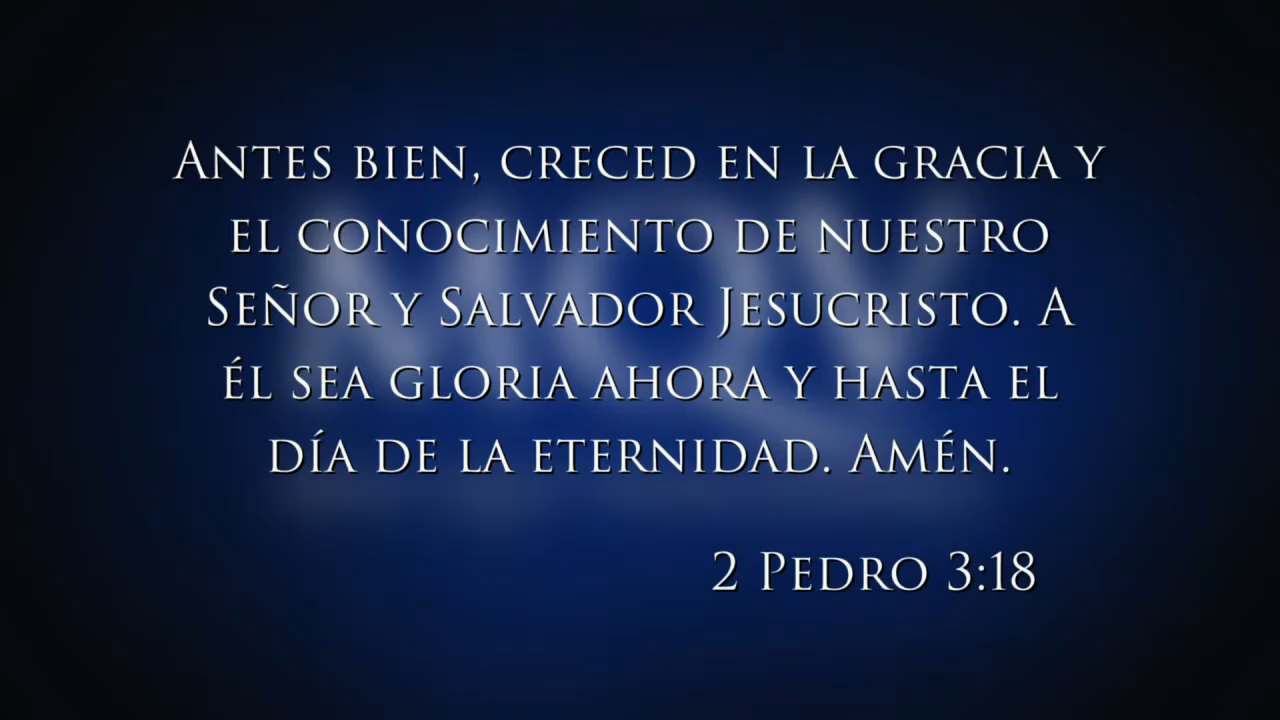 Antes bien, creced en la gracia y
el conocimiento de nuestro
Señor y Salvador Jesucristo. A
él sea gloria ahora y hasta el
día de la eternidad. Amén.
2 Pedro 3:18